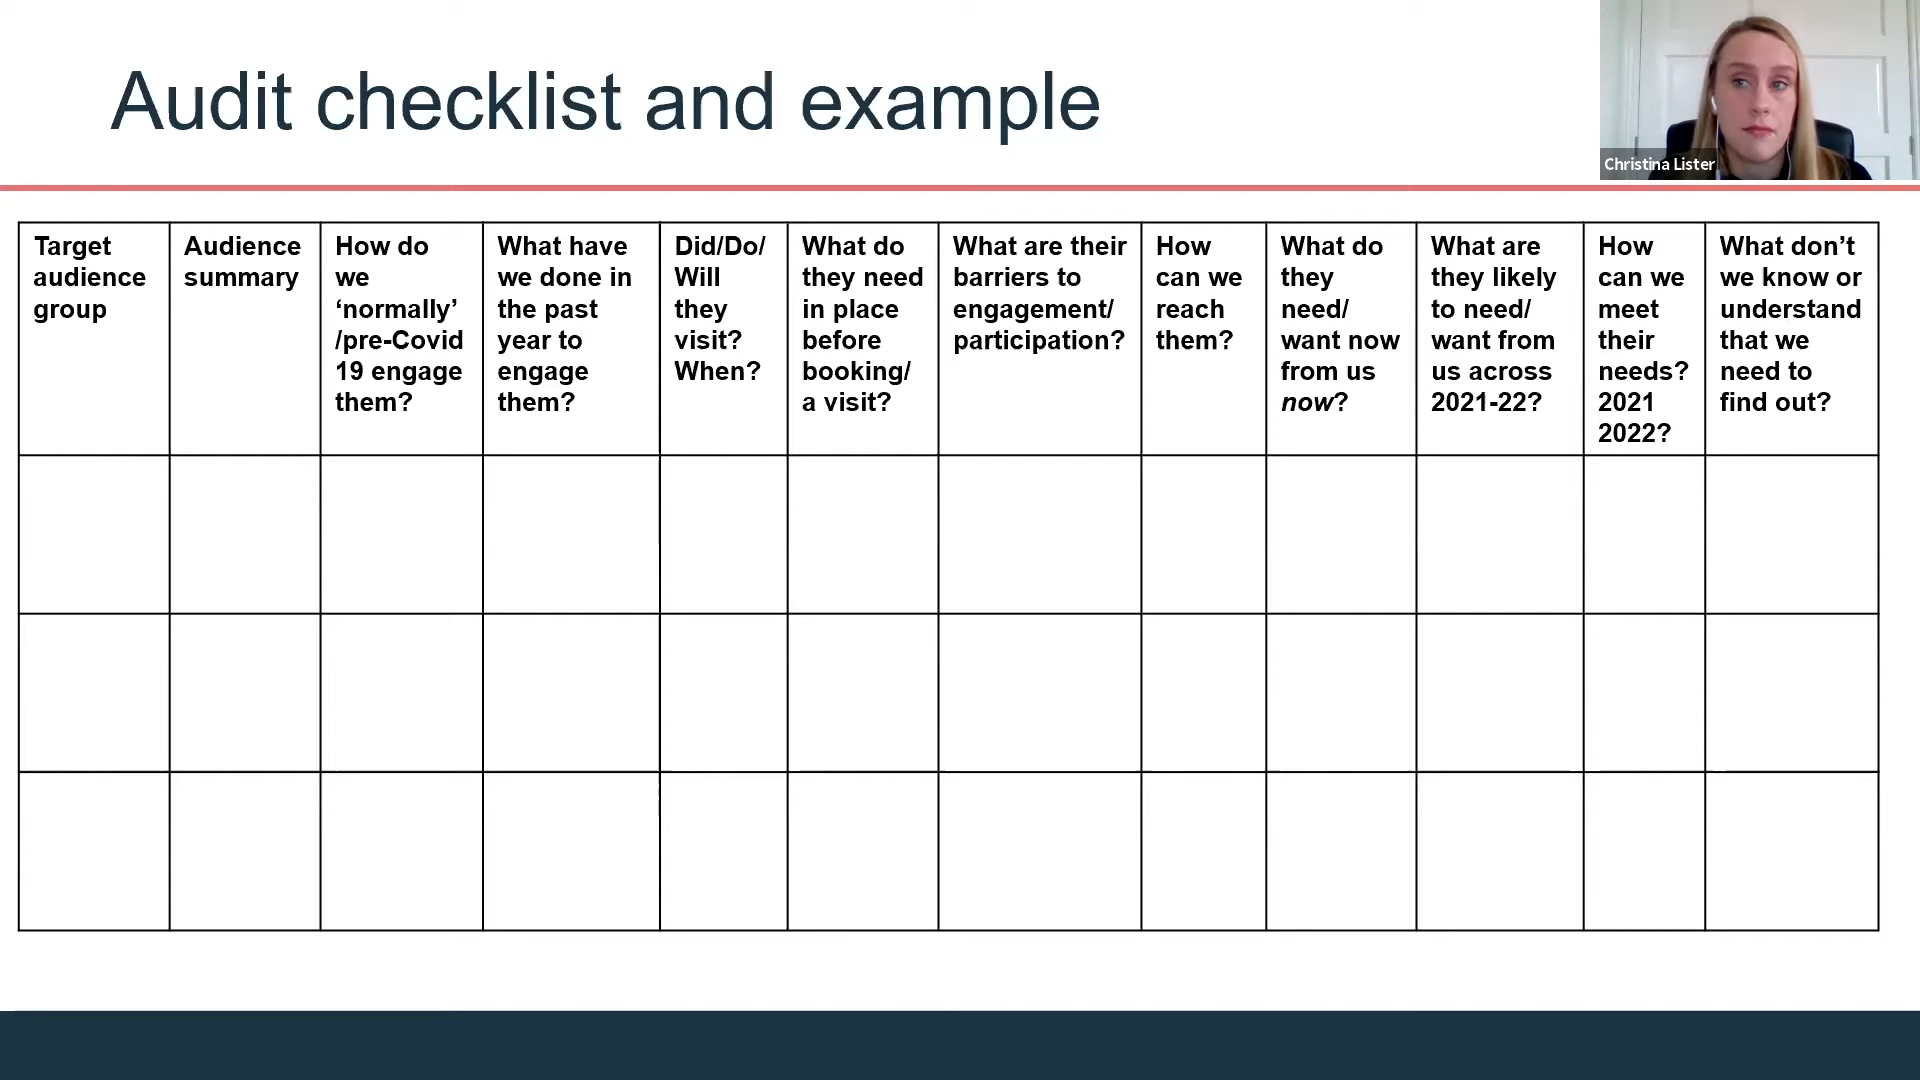 Audit checklist and example
Christina Lister
Target
audience
group
Audience
summary
How do
we
‘normally’
/pre-Covid
19 engage
them?
What have
we done in
the past
year to
engage
them?
Did/Do/
Will
they
visit?
When?
What do
they need
in place
before
booking/
a visit?
What are their
barriers to
engagement/
participation?
How
can we
reach
them?
What do
they
need/
want now
from us
now?
What are
they likely
to need/
want from
us across
2021-22?
How
can we
meet
their
needs?
2021
2022?
What don’t
we know or
understand
that we
need to
find out?